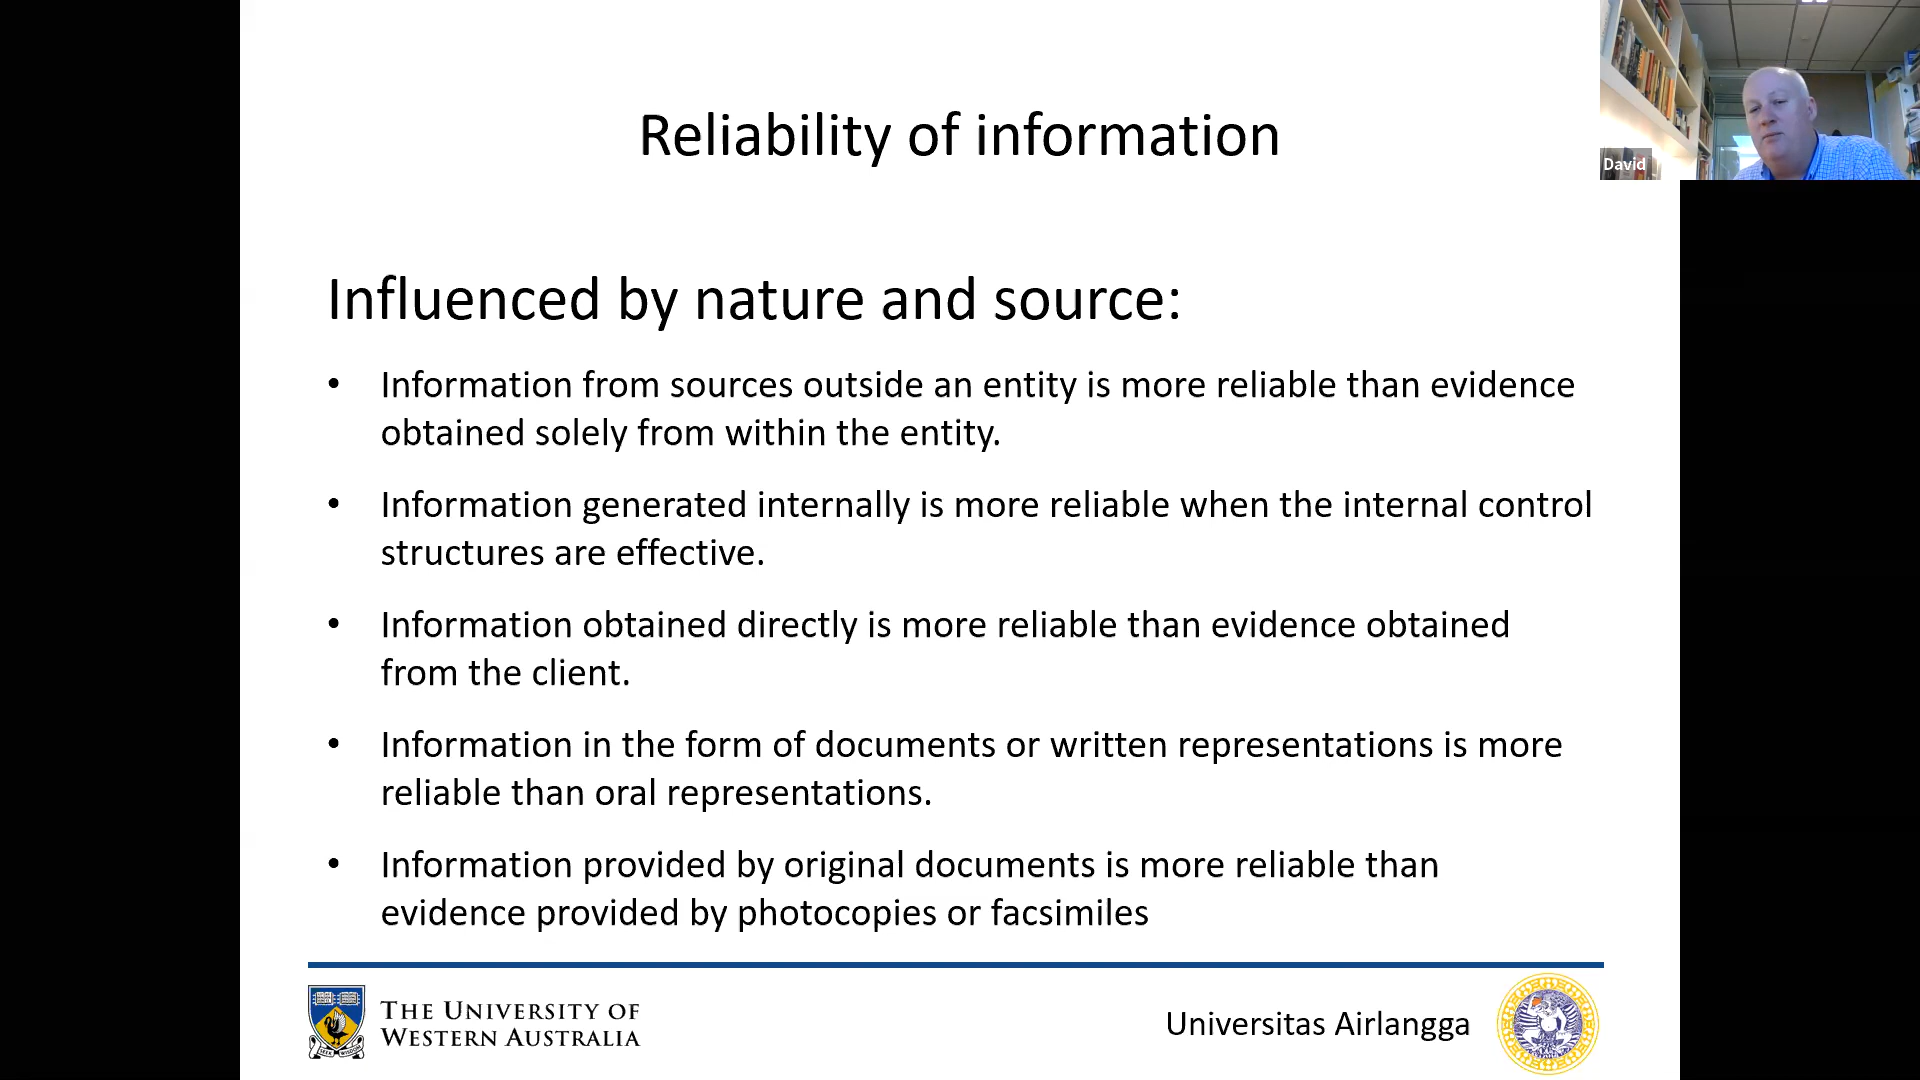 Reliability of information
David
Influenced by nature and source:
• Information from sources outside an entity is more reliable than evidence
obtained solely from within the entity.
• Information generated internally is more reliable when the internal control
structures are effective.
• Information obtained directly is more reliable than evidence obtained
from the client.
• Information in the form of documents or written representations is more
reliable than oral representations.
• Information provided by original documents is more reliable than
evidence provided by photocopies or facsimiles
THE UNIVERSITY OF
WESTERN AUSTRALIA
SEEK WISDOM
Universitas Airlangga